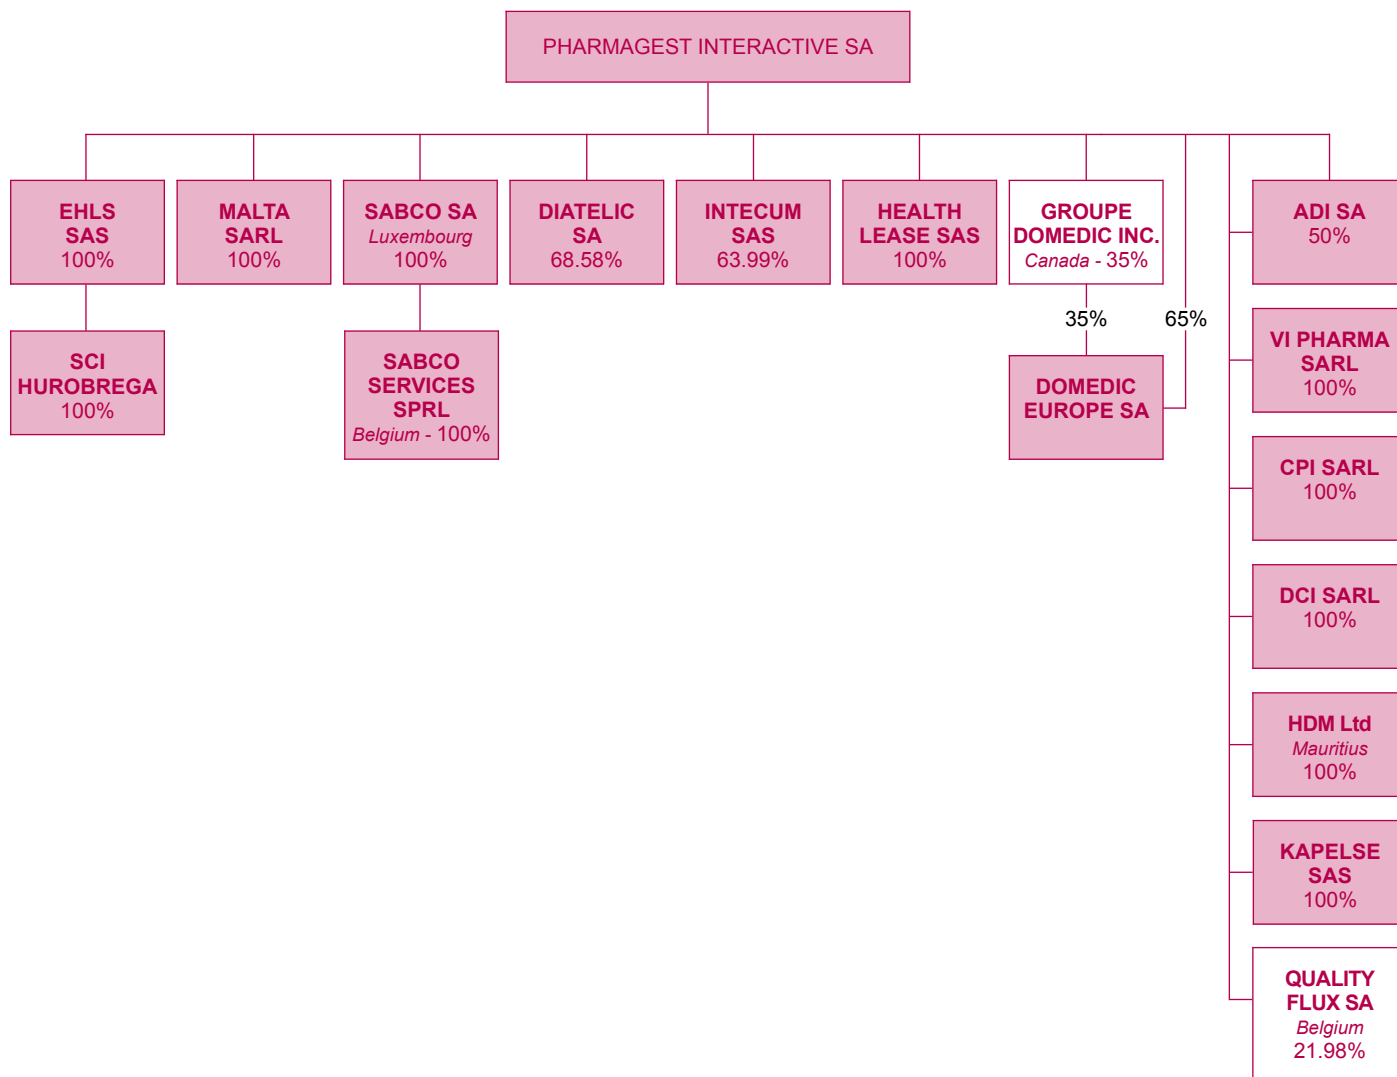 PHARMAGEST INTERACTIVE SA
EHLS
SAS
100%
MALTA
SARL
100%
SABCO SA
Luxembourg
100%
DIATELIC
SA
68.58%
INTECUM
SAS
63.99%
HEALTH
LEASE SAS
100%
GROUPE
DOMEDIC INC.
Canada - 35%
ADI SA
50%
35%
65%
SCI
HUROBREGA
100%
SABCO
SERVICES
SPRL
Belgium - 100%
DOMEDIC
EUROPE SA
VI PHARMA
SARL
100%
CPI SARL
100%
DCI SARL
100%
HDM Ltd
Mauritius
100%
KAPELSE
SAS
100%
QUALITY
FLUX SA
Belgium
21.98%